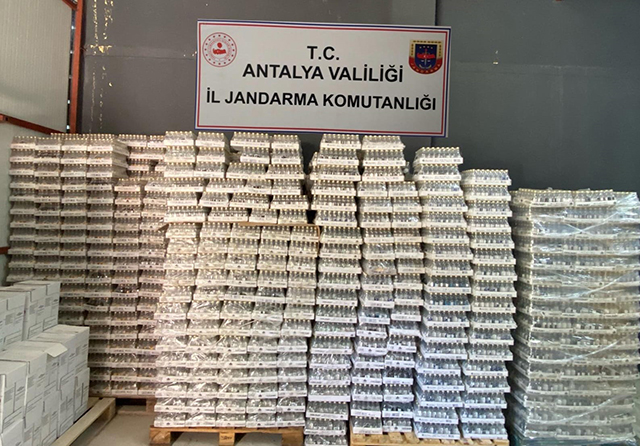 T.C.
ANTALYA VALİLİĞİ
İL JANDARMA KOMUTANLIĞI